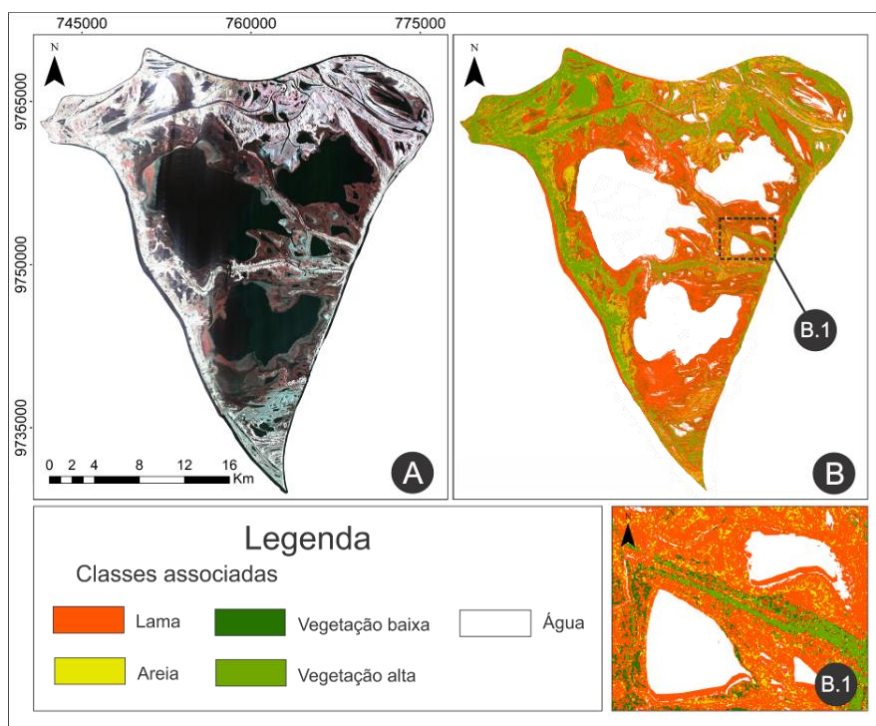 745000
760000
775000
9765000
9750000
9735000
N
0 2 4 8 12 16
Km
A
N
B.1
B
Legenda
Classes associadas
Lama
Vegetação baixa
Água
Areia
Vegetação alta
N
B.1